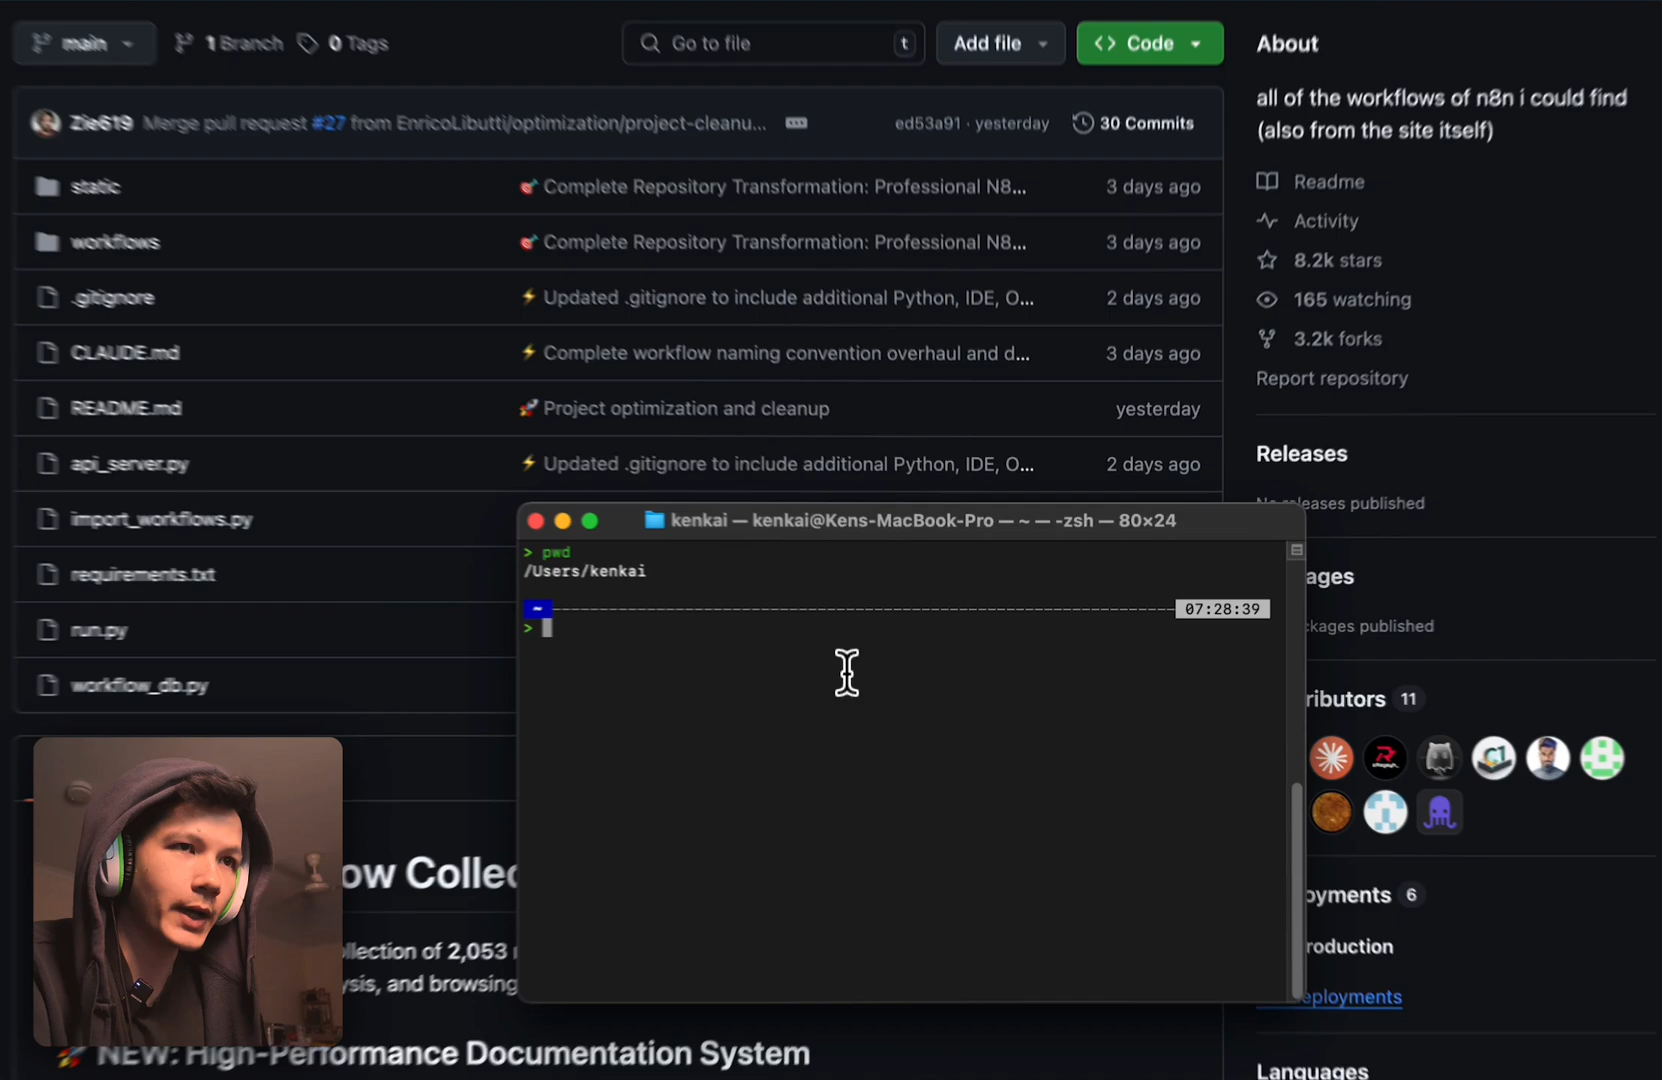 main
1 Branch
0 Tags
Go to file
t
Add file
Code
Zie619 Merge pull request #27 from EnricoLibutti/optimization/project-cleanu...
ed53a91 · yesterday
30 Commits
static
🎯 Complete Repository Transformation: Professional N8...
3 days ago
workflows
🎯 Complete Repository Transformation: Professional N8...
3 days ago
.gitignore
⚡ Updated .gitignore to include additional Python, IDE, O...
2 days ago
CLAUDE.md
⚡ Complete workflow naming convention overhaul and d...
3 days ago
README.md
🚀 Project optimization and cleanup
yesterday
api_server.py
⚡ Updated .gitignore to include additional Python, IDE, O...
2 days ago
import_workflows.py
requirements.txt
run.py
workflow_db.py
ow Collec
llection of 2,053
ysis, and browsing
🚀 NEW: High-Performance Documentation System
kenkai — kenkai@Kens-MacBook-Pro — ~ — -zsh — 80×24
> pwd
/Users/kenkai
~
07:28:39
>
About
all of the workflows of n8n i could find
(also from the site itself)
Readme
Activity
8.2k stars
165 watching
3.2k forks
Report repository
Releases
No releases published
ages
ckages published
ributors 11
oyments 6
roduction
eployments
Languages